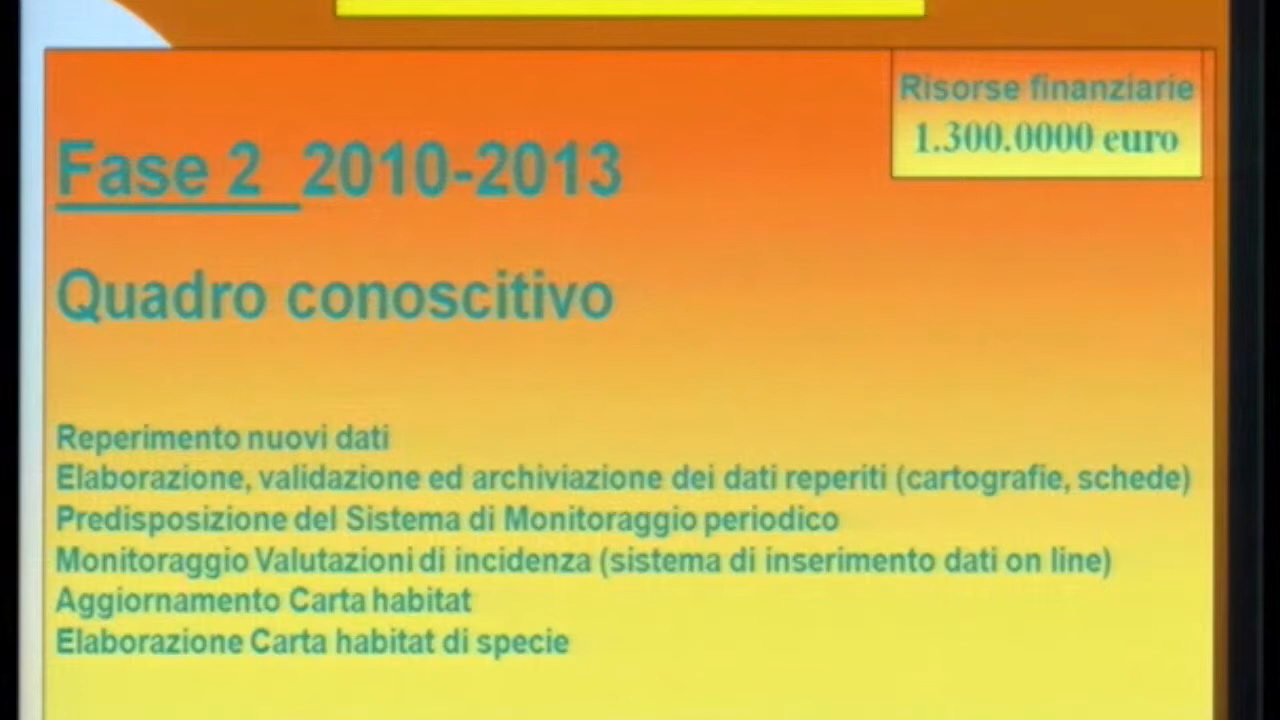 Risorse finanziarie
1.300.0000 euro
Fase 2 2010-2013
Quadro conoscitivo
Reperimento nuovi dati
Elaborazione, validazione ed archiviazione dei dati reperiti (cartografie, schede)
Predisposizione del Sistema di Monitoraggio periodico
Monitoraggio Valutazioni di incidenza (sistema di inserimento dati on line)
Aggiornamento Carta habitat
Elaborazione Carta habitat di specie